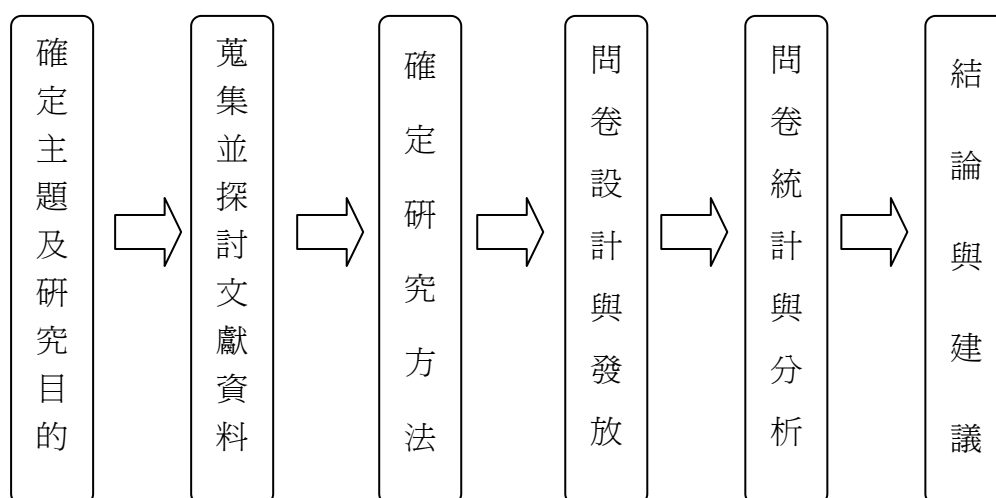 確定主題及研究目的
蒐集並探討文獻資料
確定研究方法
問卷設計與發放
問卷統計與分析
結論與建議